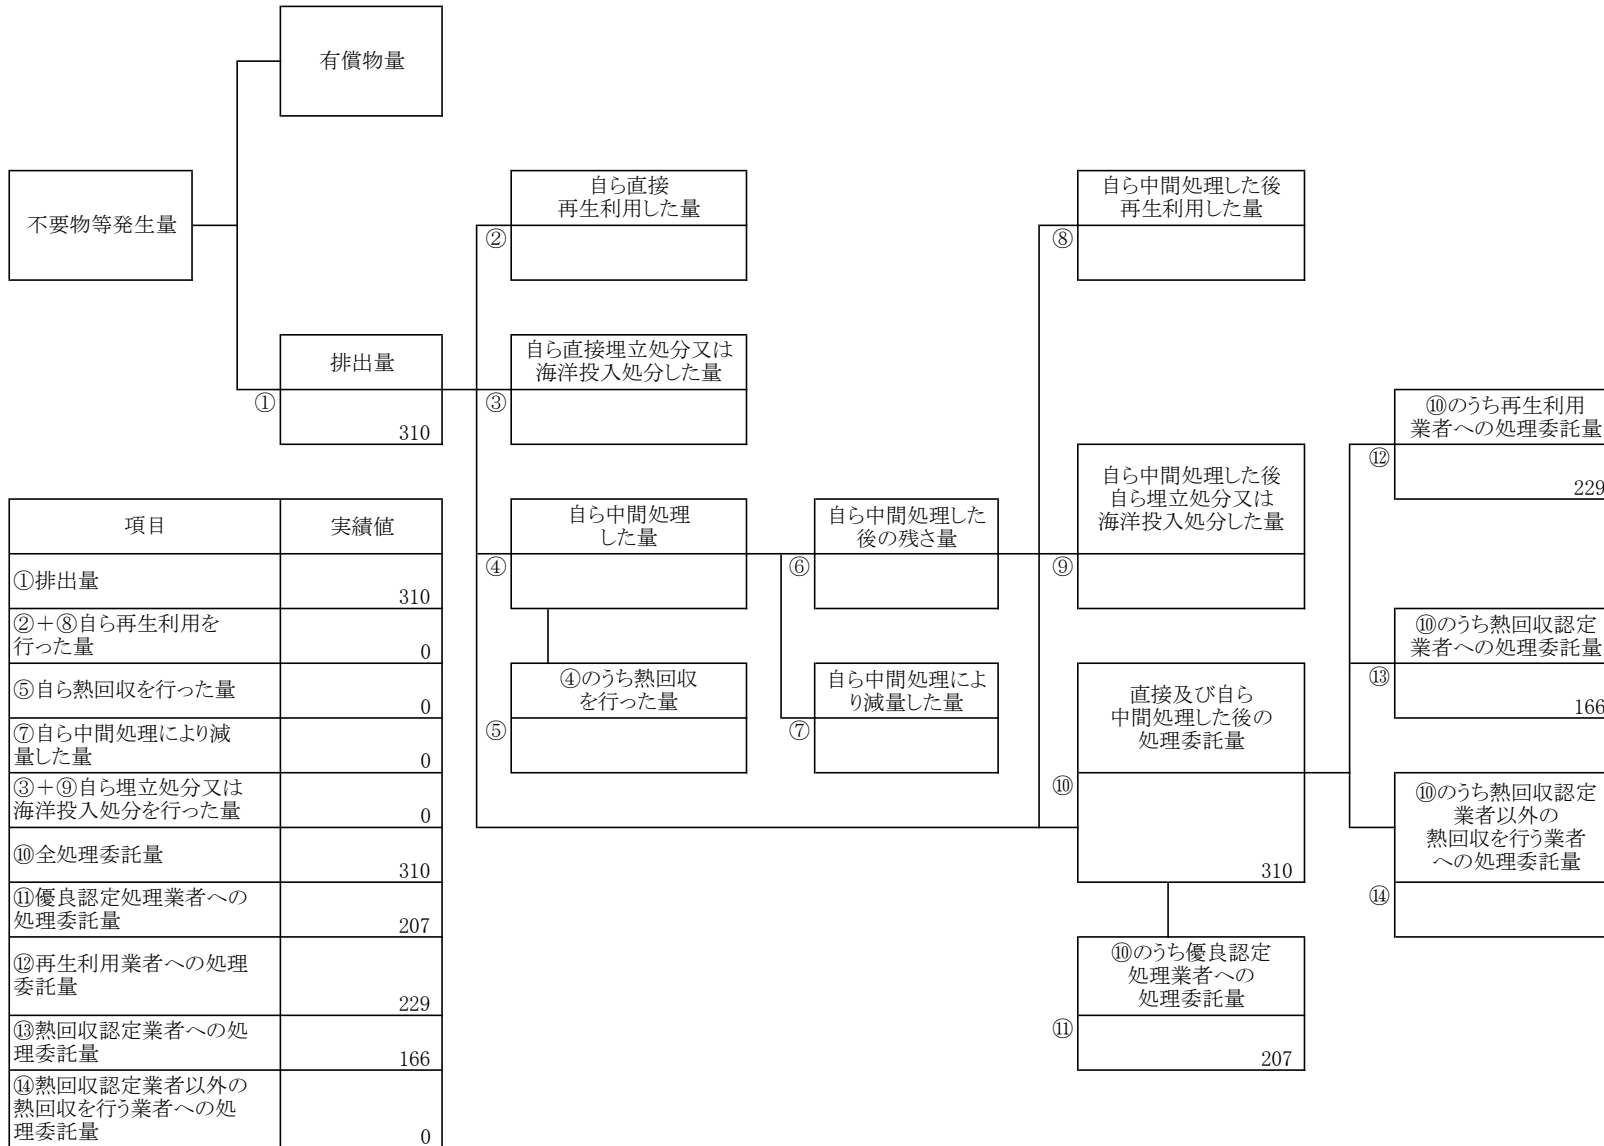 有償物量
不要物等発生量
自ら直接
再生利用した量
②
自ら中間処理した後
再生利用した量
⑧
排出量
①
310
自ら直接埋立処分又は
海洋投入処分した量
③
⑩のうち再生利用
業者への処理委託量
⑫
229
自ら中間処理した後
自ら埋立処分又は
海洋投入処分した量
⑨
自ら中間処理
した量
④
自ら中間処理した
後の残さ量
⑥
⑩のうち熱回収認定
業者への処理委託量
⑬
166
④のうち熱回収
を行った量
⑤
自ら中間処理によ
り減量した量
⑦
直接及び自ら
中間処理した後の
処理委託量
⑩
310
⑩のうち熱回収認定
業者以外の
熱回収を行う業者
への処理委託量
⑭
⑩のうち優良認定
処理業者への
処理委託量
⑪
207
項目 実績値
①排出量
310
②+⑧自ら再生利用を
行った量
0
⑤自ら熱回収を行った量
0
⑦自ら中間処理により減
量した量
0
③+⑨自ら埋立処分又は
海洋投入処分を行った量
0
⑩全処理委託量
310
⑪優良認定処理業者への
処理委託量
207
⑫再生利用業者への処理
委託量
229
⑬熱回収認定業者への処
理委託量
166
⑭熱回収認定業者以外の
熱回収を行う業者への処
理委託量
0